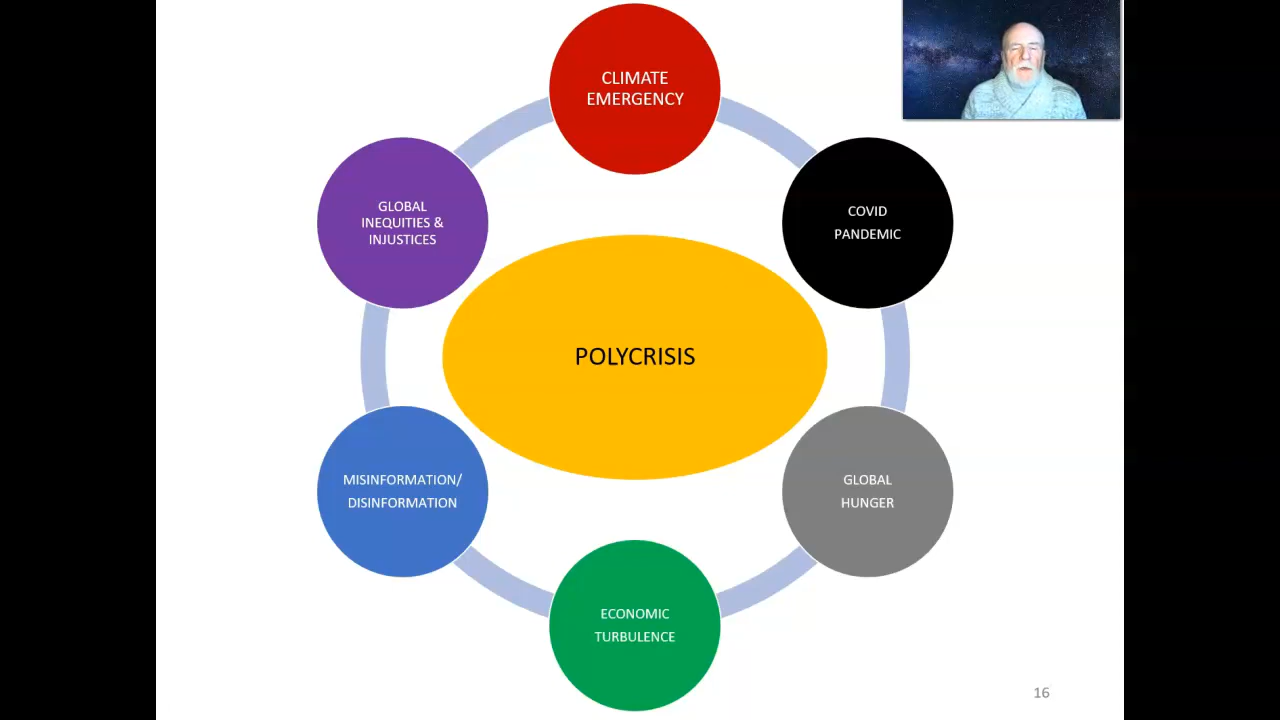 CLIMATE
EMERGENCY
COVID
PANDEMIC
GLOBAL
HUNGER
ECONOMIC
TURBULENCE
MISINFORMATION/
DISINFORMATION
GLOBAL
INEQUITIES &
INJUSTICES
POLYCRISIS
16